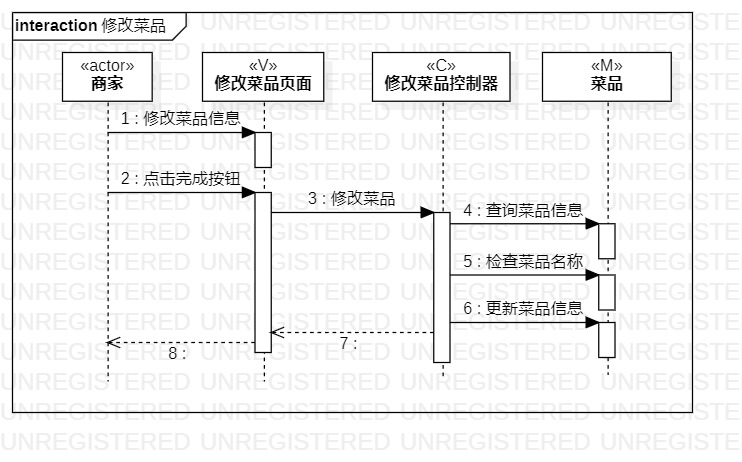 interaction 修改菜品
«actor»
商家
«V»
修改菜品页面
«C»
修改菜品控制器
«M»
菜品
1 : 修改菜品信息
2 : 点击完成按钮
3 : 修改菜品
4 : 查询菜品信息
5 : 检查菜品名称
6 : 更新菜品信息
7 :
8 :
UNREGISTERED UNREGISTERED UNREGISTERED UNREGISTERED